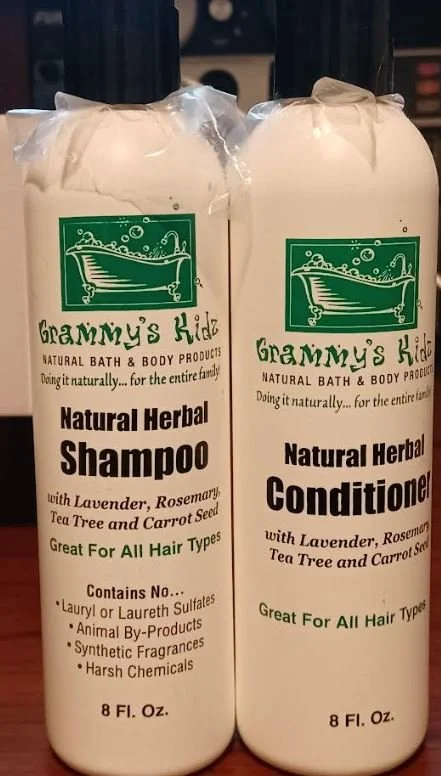 Grammy's Kidz
NATURAL BATH & BODY PRODUCTS
Doing it naturally... for the entire family!
Natural Herbal
Shampoo
with Lavender, Rosemary,
Tea Tree and Carrot Seed
Great For All Hair Types
Contains No...
• Lauryl or Laureth Sulfates
• Animal By-Products
• Synthetic Fragrances
• Harsh Chemicals
8 Fl. Oz.
Grammy's Kidz
NATURAL BATH & BODY PRODUCTS
Doing it naturally... for the entire family
Natural Herbal
Conditioner
with Lavender, Rosemary,
Tea Tree and Carrot Seed
Great For All Hair Types
8 Fl. Oz.